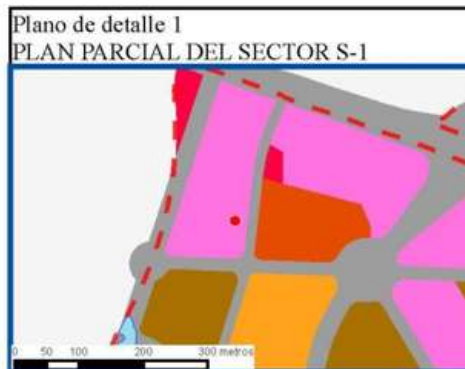 Plano de detalle 1
PLAN PARCIAL DEL SECTOR S-1
0 50 100 200 300 metros